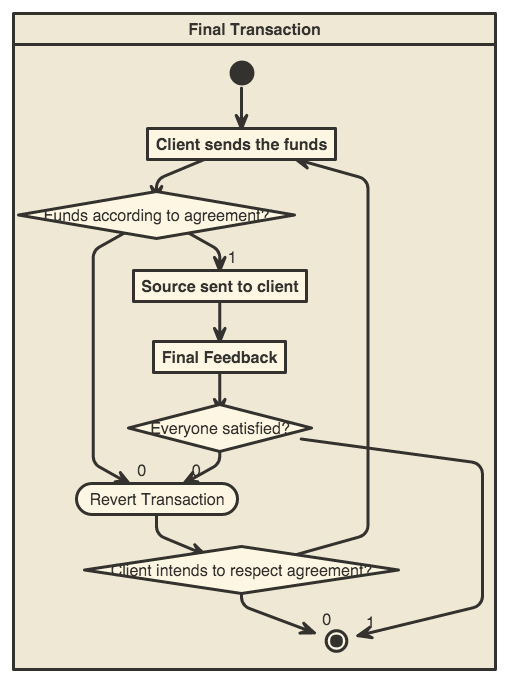 Final Transaction
Client sends the funds
Funds according to agreement?
1
Source sent to client
Final Feedback
Everyone satisfied?
0 0
Revert Transaction
Client intends to respect agreement?
0 1